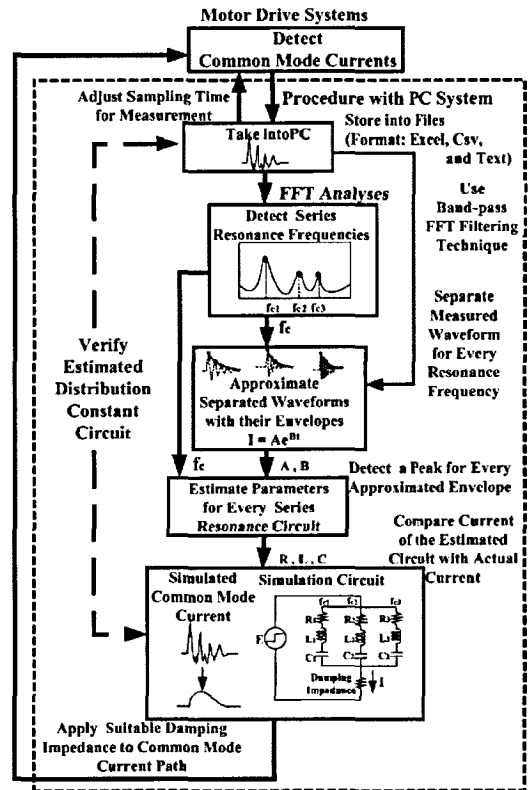 Motor Drive Systems
Detect
Common Mode Currents
Adjust Sampling Time
for Measurement
Procedure with PC System
Take IntoPC
Store into Files
(Format: Excel, Csv,
and Text)
FFT Analyses
Use
Band-pass
FFT Filtering
Technique
Detect Series
Resonance Frequencies
fc1 fc2 fc3
fc
Separate
Measured
Waveform
for Every
Resonance
Frequency
Verify
Estimated
Distribution
Constant
Circuit
Approximate
Separated Waveforms
with their Envelopes
I = Ae^Bt
fc
A , B
Detect a Peak for Every
Approximated Envelope
Estimate Parameters
for Every Series
Resonance Circuit
Compare Current
of the Estimated
Circuit with Actual
Current
R , L , C
Simulated
Common Mode
Current
Simulation Circuit
fc1 fc2 fc3
R1 R2 R3
E
L1 L2 L3
C1 C2 C3
Damping
Impedance
I
Apply Suitable Damping
Impedance to Common Mode
Current Path